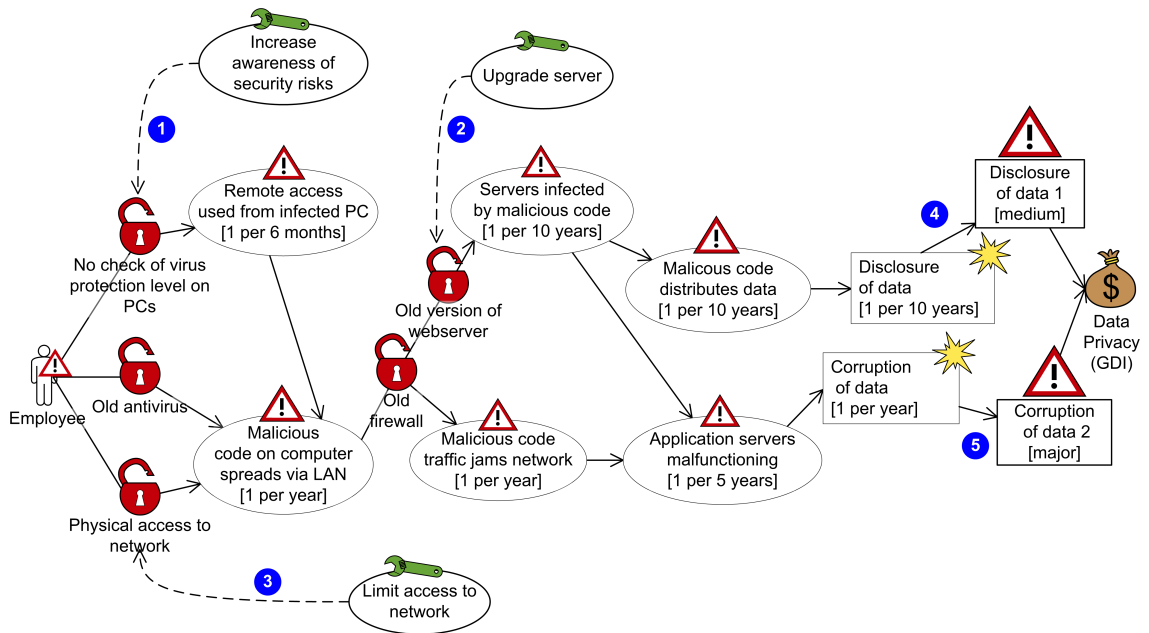 Increase
awareness of
security risks
Upgrade server
1
2
Remote access
used from infected PC
[1 per 6 months]
Servers infected
by malicious code
[1 per 10 years]
Disclosure
of data 1
[medium]
4
No check of virus
protection level on
PCs
Old version of
webserver
Malicous code
distributes data
[1 per 10 years]
Disclosure
of data
[1 per 10 years]
$
Data
Privacy
(GDI)
Employee
Old antivirus
Old
firewall
Corruption
of data
[1 per year]
Malicious
code on computer
spreads via LAN
[1 per year]
Malicious code
traffic jams network
[1 per year]
Application servers
malfunctioning
[1 per 5 years]
Corruption
of data 2
[major]
5
Physical access to
network
3
Limit access to
network